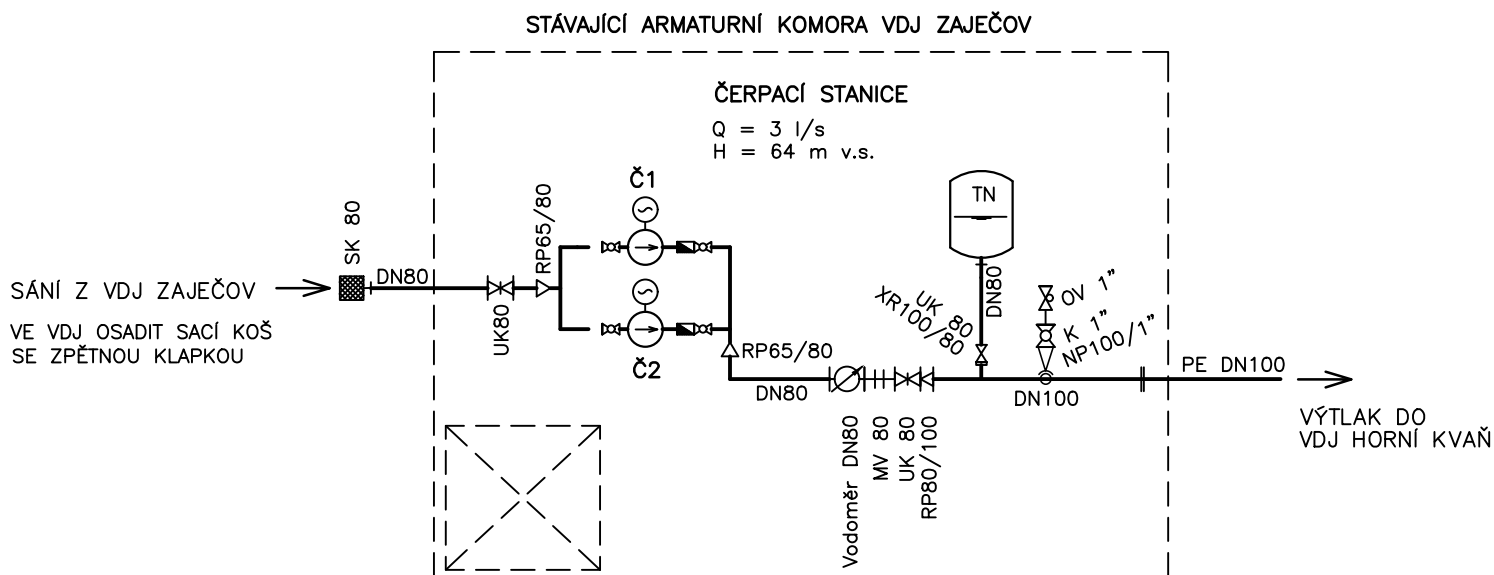 STÁVAJÍCÍ ARMATURNÍ KOMORA VDJ ZAJEČOV
ČERPACÍ STANICE
Q = 3 l/s
H = 64 m v.s.
SÁNÍ Z VDJ ZAJEČOV
VE VDJ OSADIT SACÍ KOŠ
SE ZPĚTNOU KLAPKOU
SK 80
DN80
UK80
RP65/80
Č1
Č2
RP65/80
DN80
Vodoměr DN80
MV 80
UK 80
RP80/100
TN
DN80
UK 80
XR100/80
OV 1"
K 1"
NP100/1"
DN100
PE DN100
VÝTLAK DO
VDJ HORNÍ KVAŇ